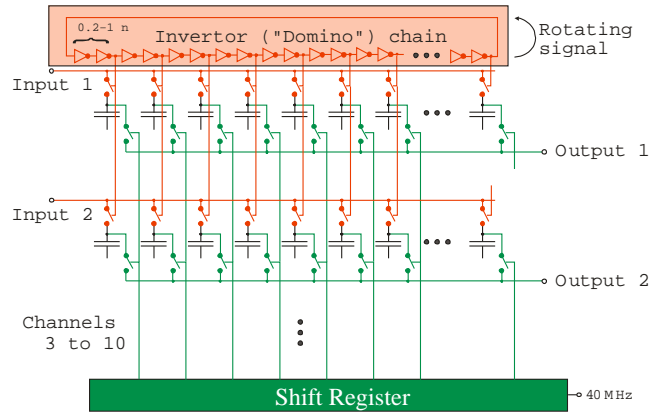 0.2-1 n
Invertor ("Domino") chain
Rotating
signal
Input 1
Output 1
Input 2
Output 2
Channels
3 to 10
Shift Register
40 MHz